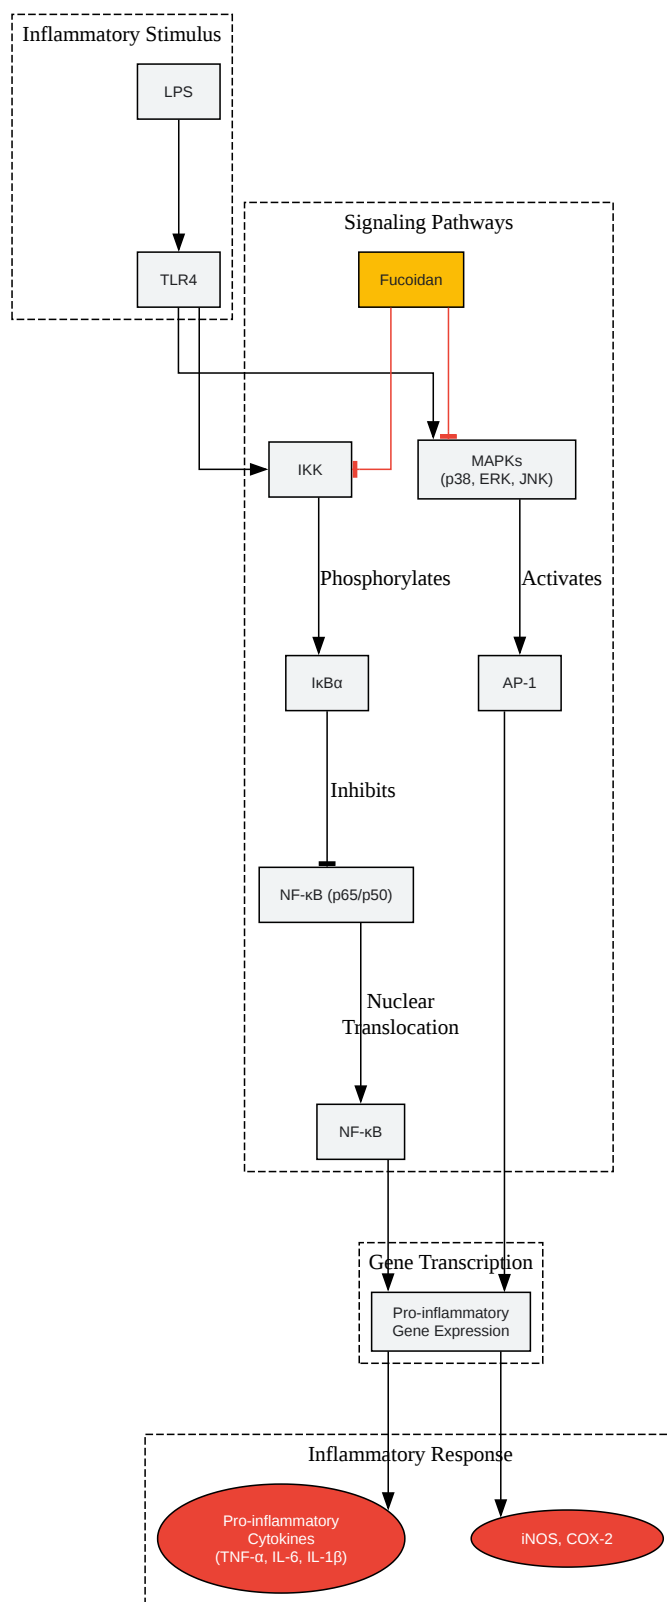 Inflammatory Stimulus
LPS
TLR4
Signaling Pathways
Fucoidan
IKK
MAPKs
(p38, ERK, JNK)
Phosphorylates
Activates
IκBα
AP-1
Inhibits
NF-κB (p65/p50)
Nuclear
Translocation
NF-κB
Gene Transcription
Pro-inflammatory
Gene Expression
Inflammatory Response
Pro-inflammatory
Cytokines
(TNF-α, IL-6, IL-1β)
iNOS, COX-2